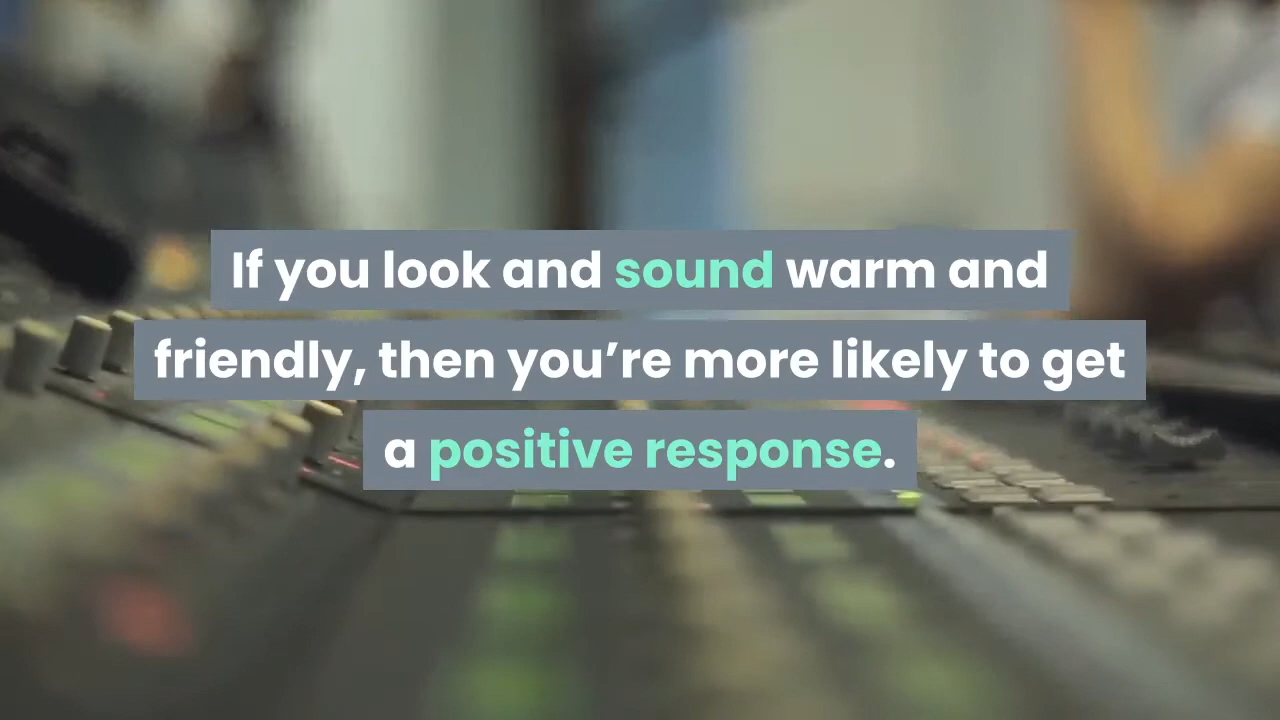 If you look and sound warm and
friendly, then you’re more likely to get
a positive response.